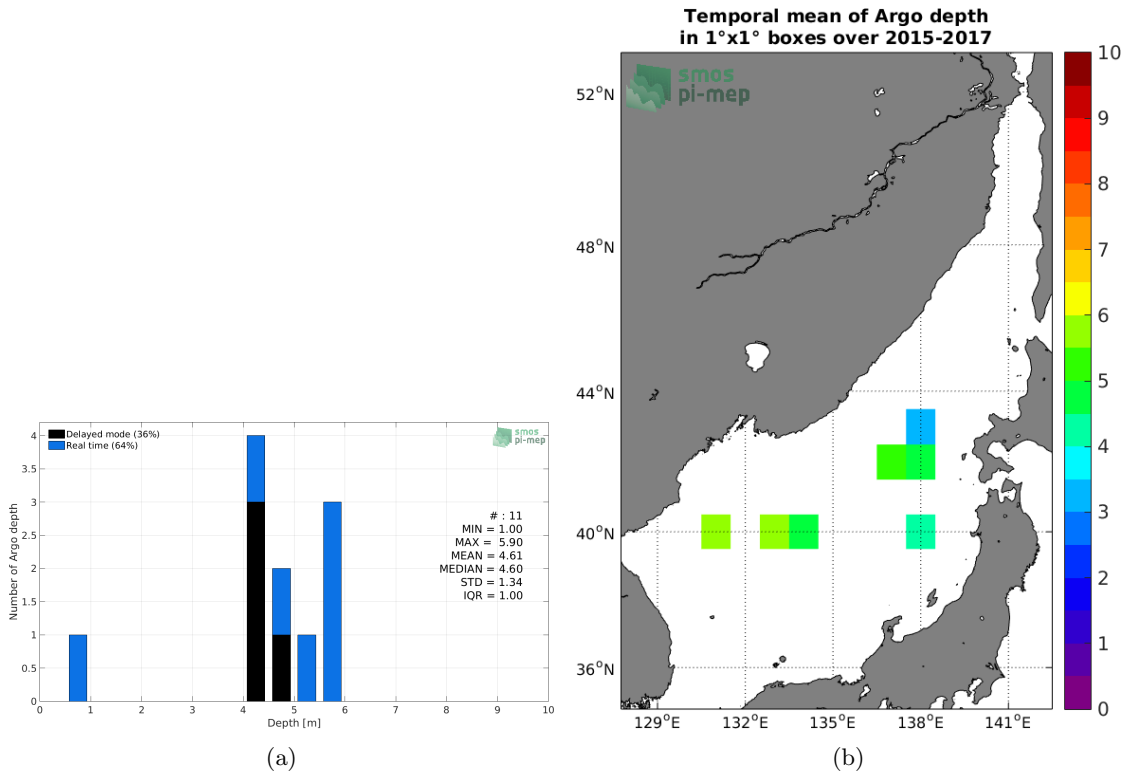 Delayed mode (36%)
Real time (64%)
smos
pi-mep
# : 11
MIN = 1.00
MAX = 5.90
MEAN = 4.61
MEDIAN = 4.60
STD = 1.34
IQR = 1.00
Number of Argo depth
4
3.5
3
2.5
2
1.5
1
0.5
0
0 1 2 3 4 5 6 7 8 9 10
Depth [m]
(a)
Temporal mean of Argo depth
in 1°x1° boxes over 2015-2017
smos
pi-mep
52°N
48°N
44°N
40°N
36°N
129°E 132°E 135°E 138°E 141°E
10
9
8
7
6
5
4
3
2
1
0
(b)